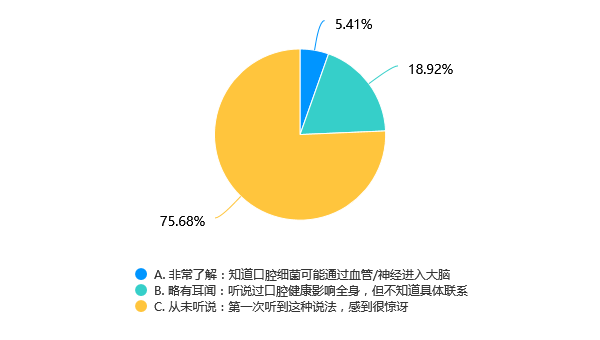 5.41%
18.92%
75.68%
A. 非常了解：知道口腔细菌可能通过血管/神经进入大脑
B. 略有耳闻：听说过口腔健康影响全身，但不知道具体联系
C. 从未听说：第一次听到这种说法，感到很惊讶